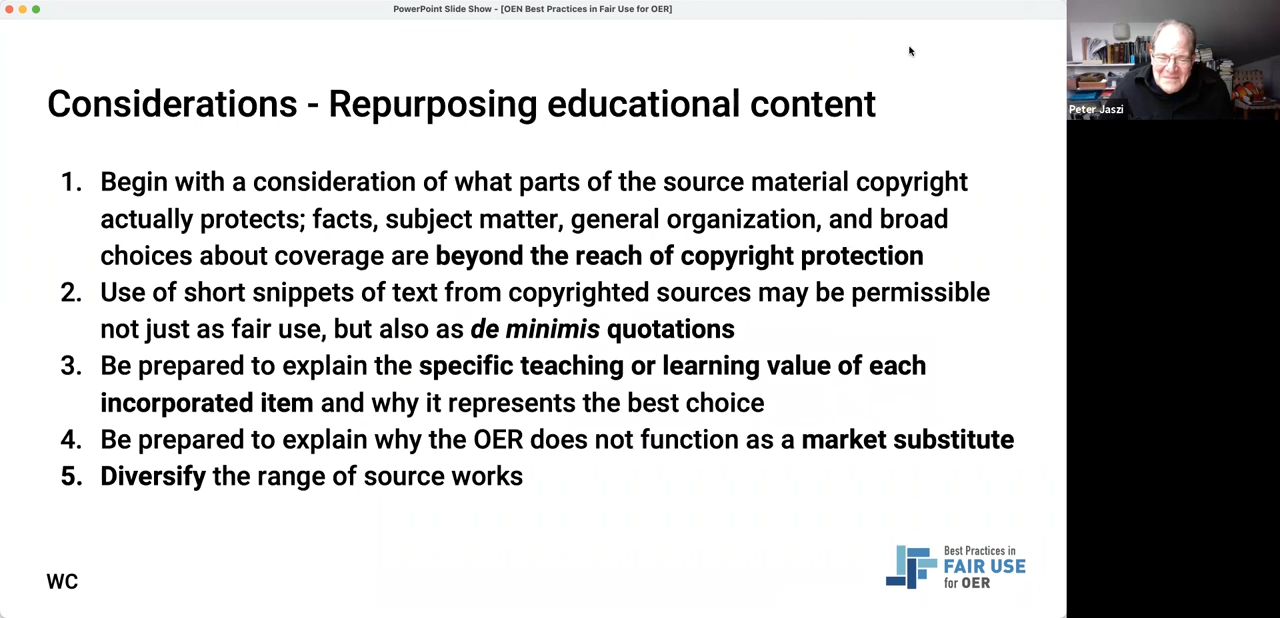 PowerPoint Slide Show - [OEN Best Practices in Fair Use for OER]
Considerations - Repurposing educational content
1. Begin with a consideration of what parts of the source material copyright
actually protects; facts, subject matter, general organization, and broad
choices about coverage are beyond the reach of copyright protection
2. Use of short snippets of text from copyrighted sources may be permissible
not just as fair use, but also as de minimis quotations
3. Be prepared to explain the specific teaching or learning value of each
incorporated item and why it represents the best choice
4. Be prepared to explain why the OER does not function as a market substitute
5. Diversify the range of source works
WC
Best Practices in
FAIR USE
for OER
Peter Jaszi